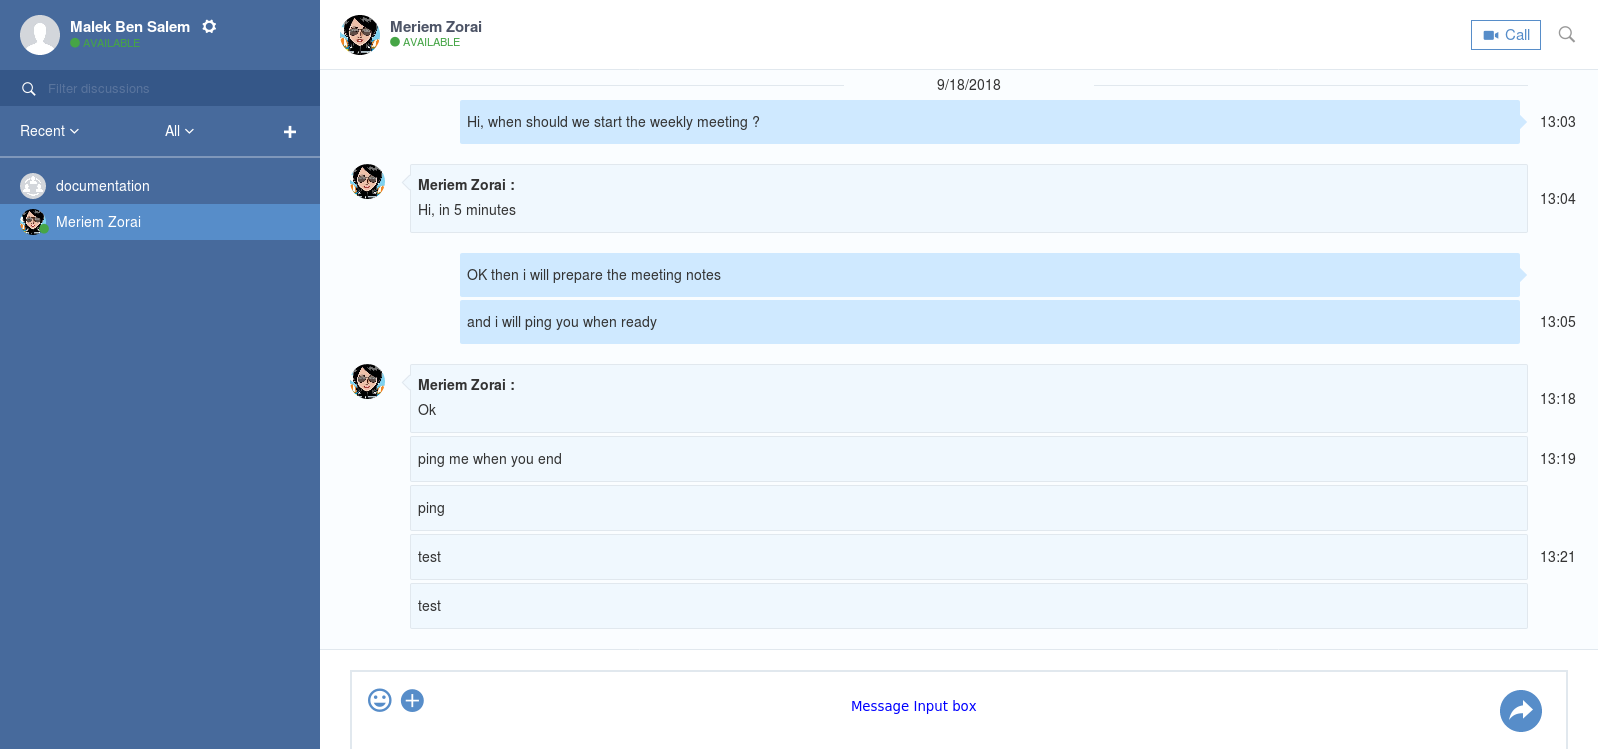 Malek Ben Salem
AVAILABLE
Filter discussions
Recent
All
documentation
Meriem Zorai
Meriem Zorai
AVAILABLE
Call
9/18/2018
Hi, when should we start the weekly meeting ?
13:03
Meriem Zorai :
Hi, in 5 minutes
13:04
OK then i will prepare the meeting notes
and i will ping you when ready
13:05
Meriem Zorai :
Ok
13:18
ping me when you end
13:19
ping
test
13:21
test
Message Input box